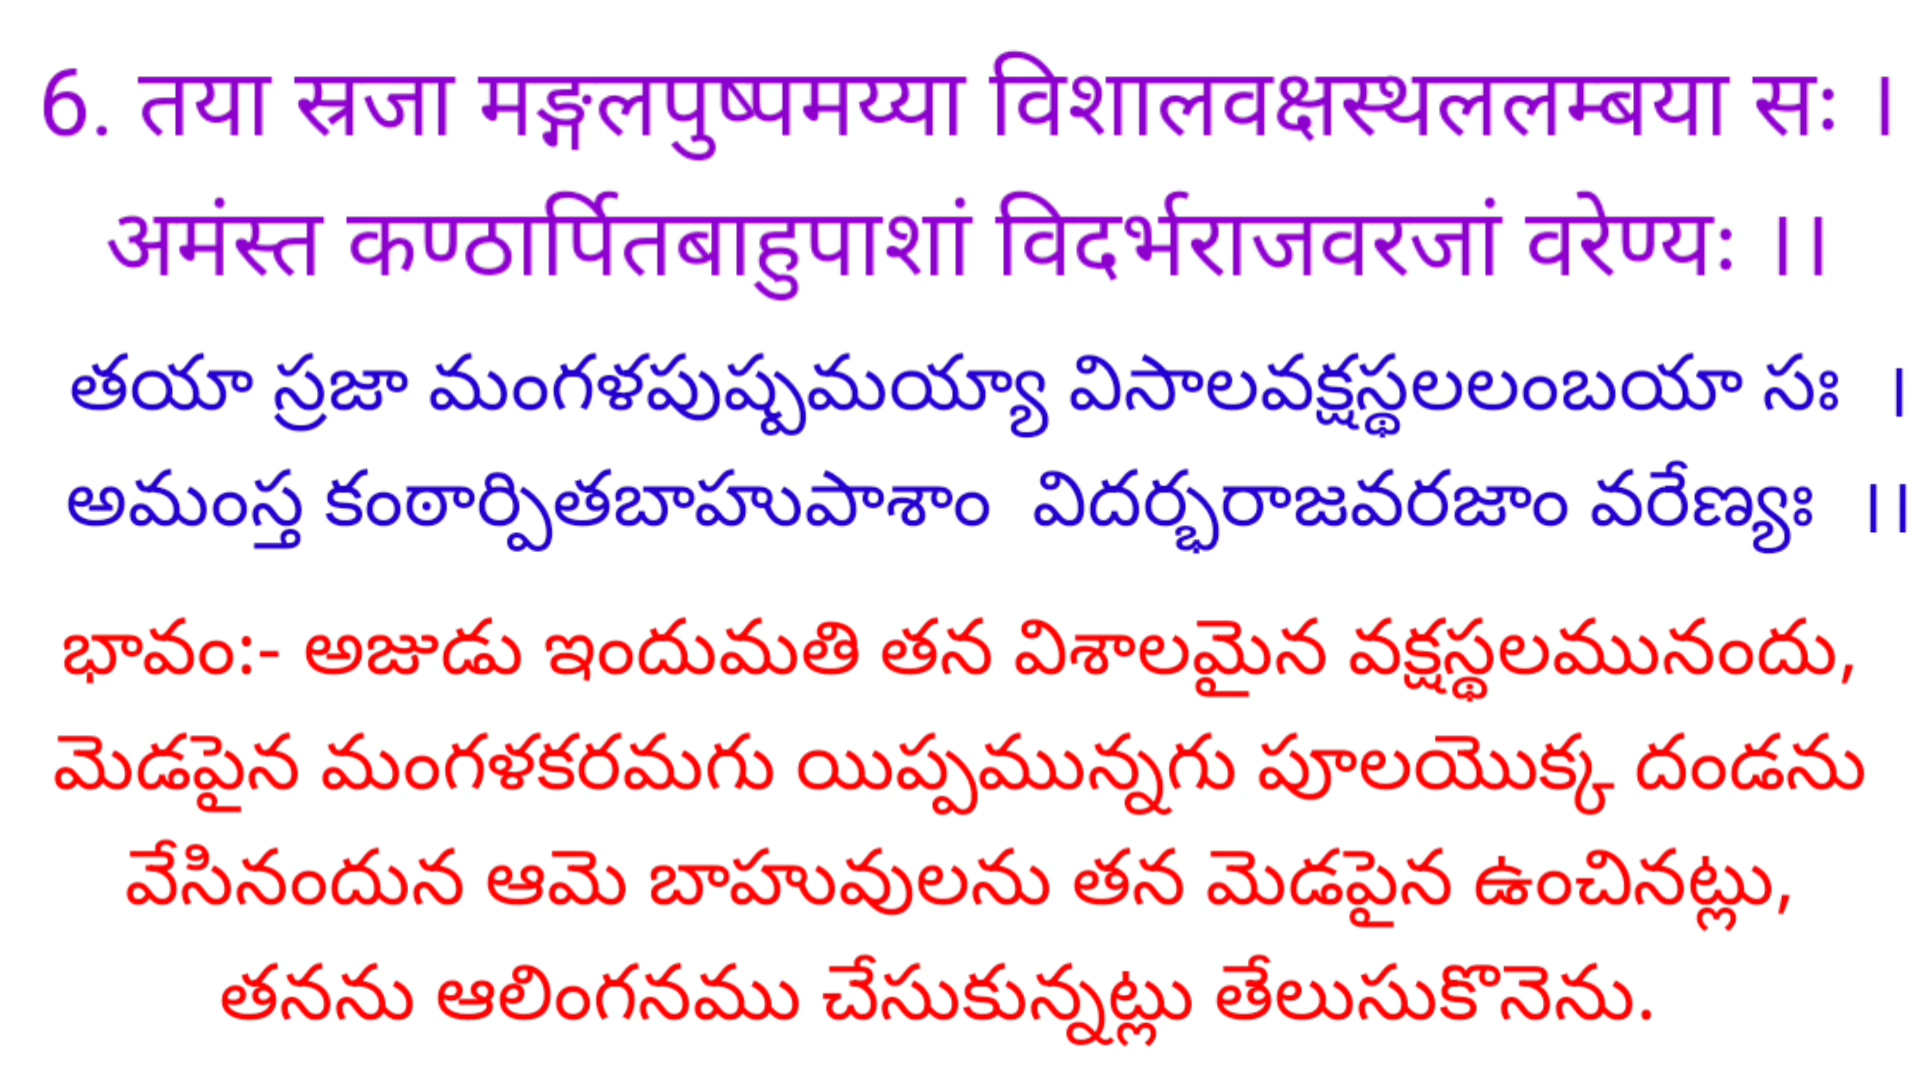 6. तया स्रजा मङ्गलपुष्पमय्या विशालवक्षस्थललम्बया सः ।
अमंस्त कण्ठार्पितबाहुपाशां विदर्भराजवरजां वरेण्यः ।।
తయా స్రజా మంగళపుష్పమయ్యా విసాలవక్షస్థలలంబయా సః ।
అమంస్త కంఠార్పితబాహుపాశాం విదర్భరాజవరజాం వరేణ్యః ।।
భావం:- అజుడు ఇందుమతి తన విశాలమైన వక్షస్థలమునందు,
మెడపైన మంగళకరమగు యిప్పమున్నగు పూలయొక్క దండను
వేసినందున ఆమె బాహువులను తన మెడపైన ఉంచినట్లు,
తనను ఆలింగనము చేసుకున్నట్లు తేలుసుకొనెను.